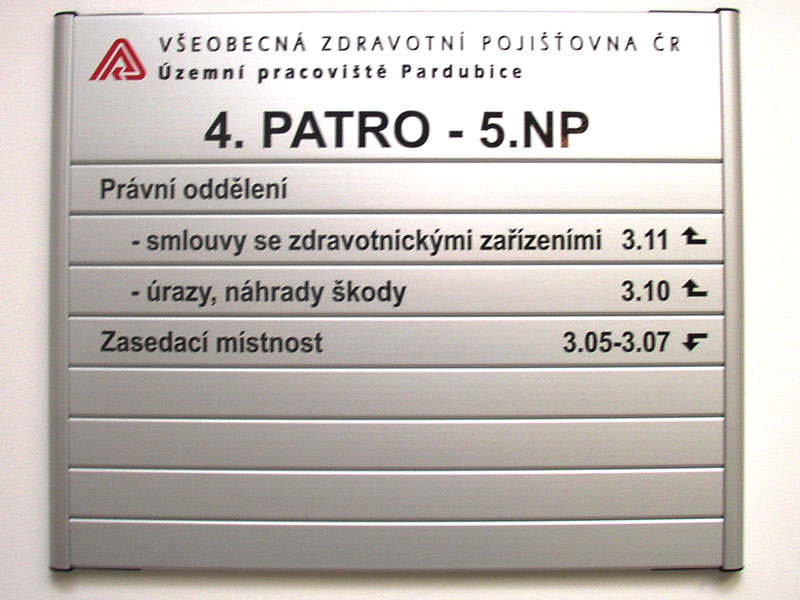 VŠEOBECNÁ ZDRAVOTNÍ POJIŠŤOVNA ČR
Územní pracoviště Pardubice
4. PATRO - 5.NP
Právní oddělení
- smlouvy se zdravotnickými zařízeními 3.11
- úrazy, náhrady škody 3.10
Zasedací místnost 3.05-3.07